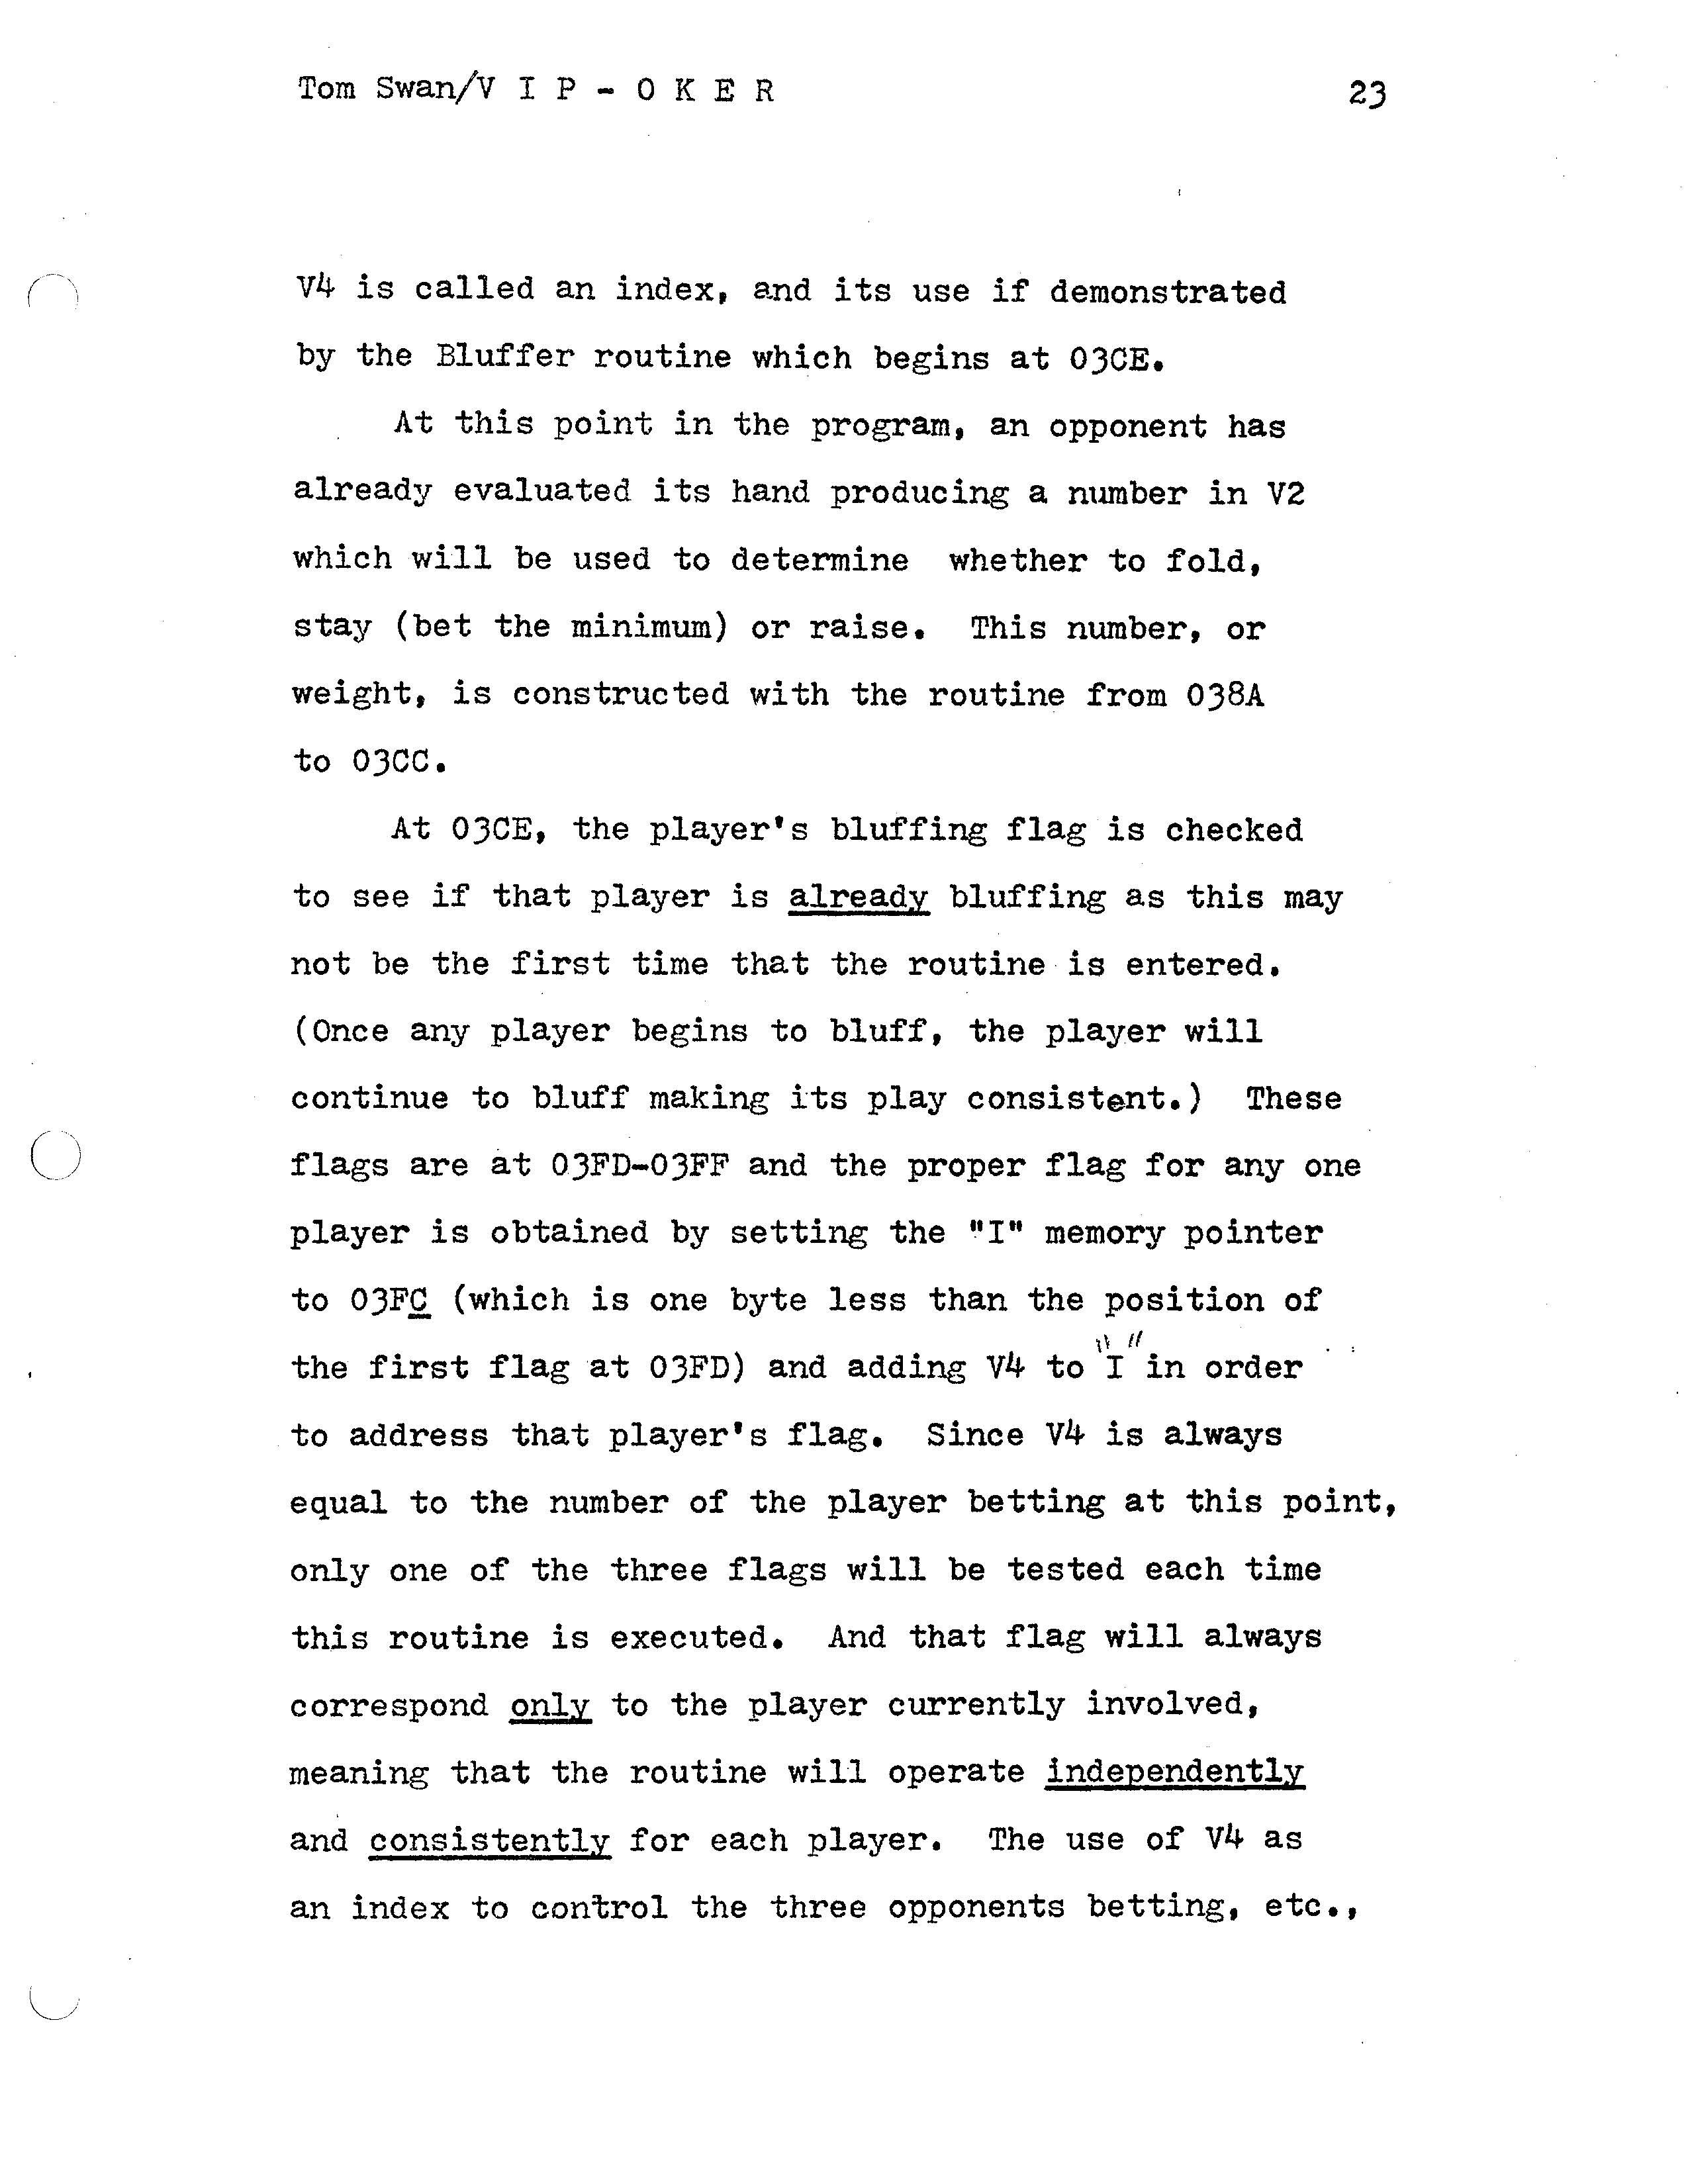 Tom Swan/V I P - O K E R 23
V4 is called an index, and its use if demonstrated
by the Bluffer routine which begins at 03CE.
At this point in the program, an opponent has
already evaluated its hand producing a number in V2
which will be used to determine  whether to fold,
stay (bet the minimum) or raise.  This number, or
weight, is constructed with the routine from 038A
to 03CC.
At 03CE, the player's bluffing flag is checked
to see if that player is already bluffing as this may
not be the first time that the routine is entered.
(Once any player begins to bluff, the player will
continue to bluff making its play consistent.)  These
flags are at 03FD-03FF and the proper flag for any one
player is obtained by setting the "I" memory pointer
to 03FC (which is one byte less than the position of
the first flag at 03FD) and adding V4 to "I" in order
to address that player's flag.  Since V4 is always
equal to the number of the player betting at this point,
only one of the three flags will be tested each time
this routine is executed.  And that flag will always
correspond only to the player currently involved,
meaning that the routine will operate independently
and consistently for each player.  The use of V4 as
an index to control the three opponents betting, etc.,